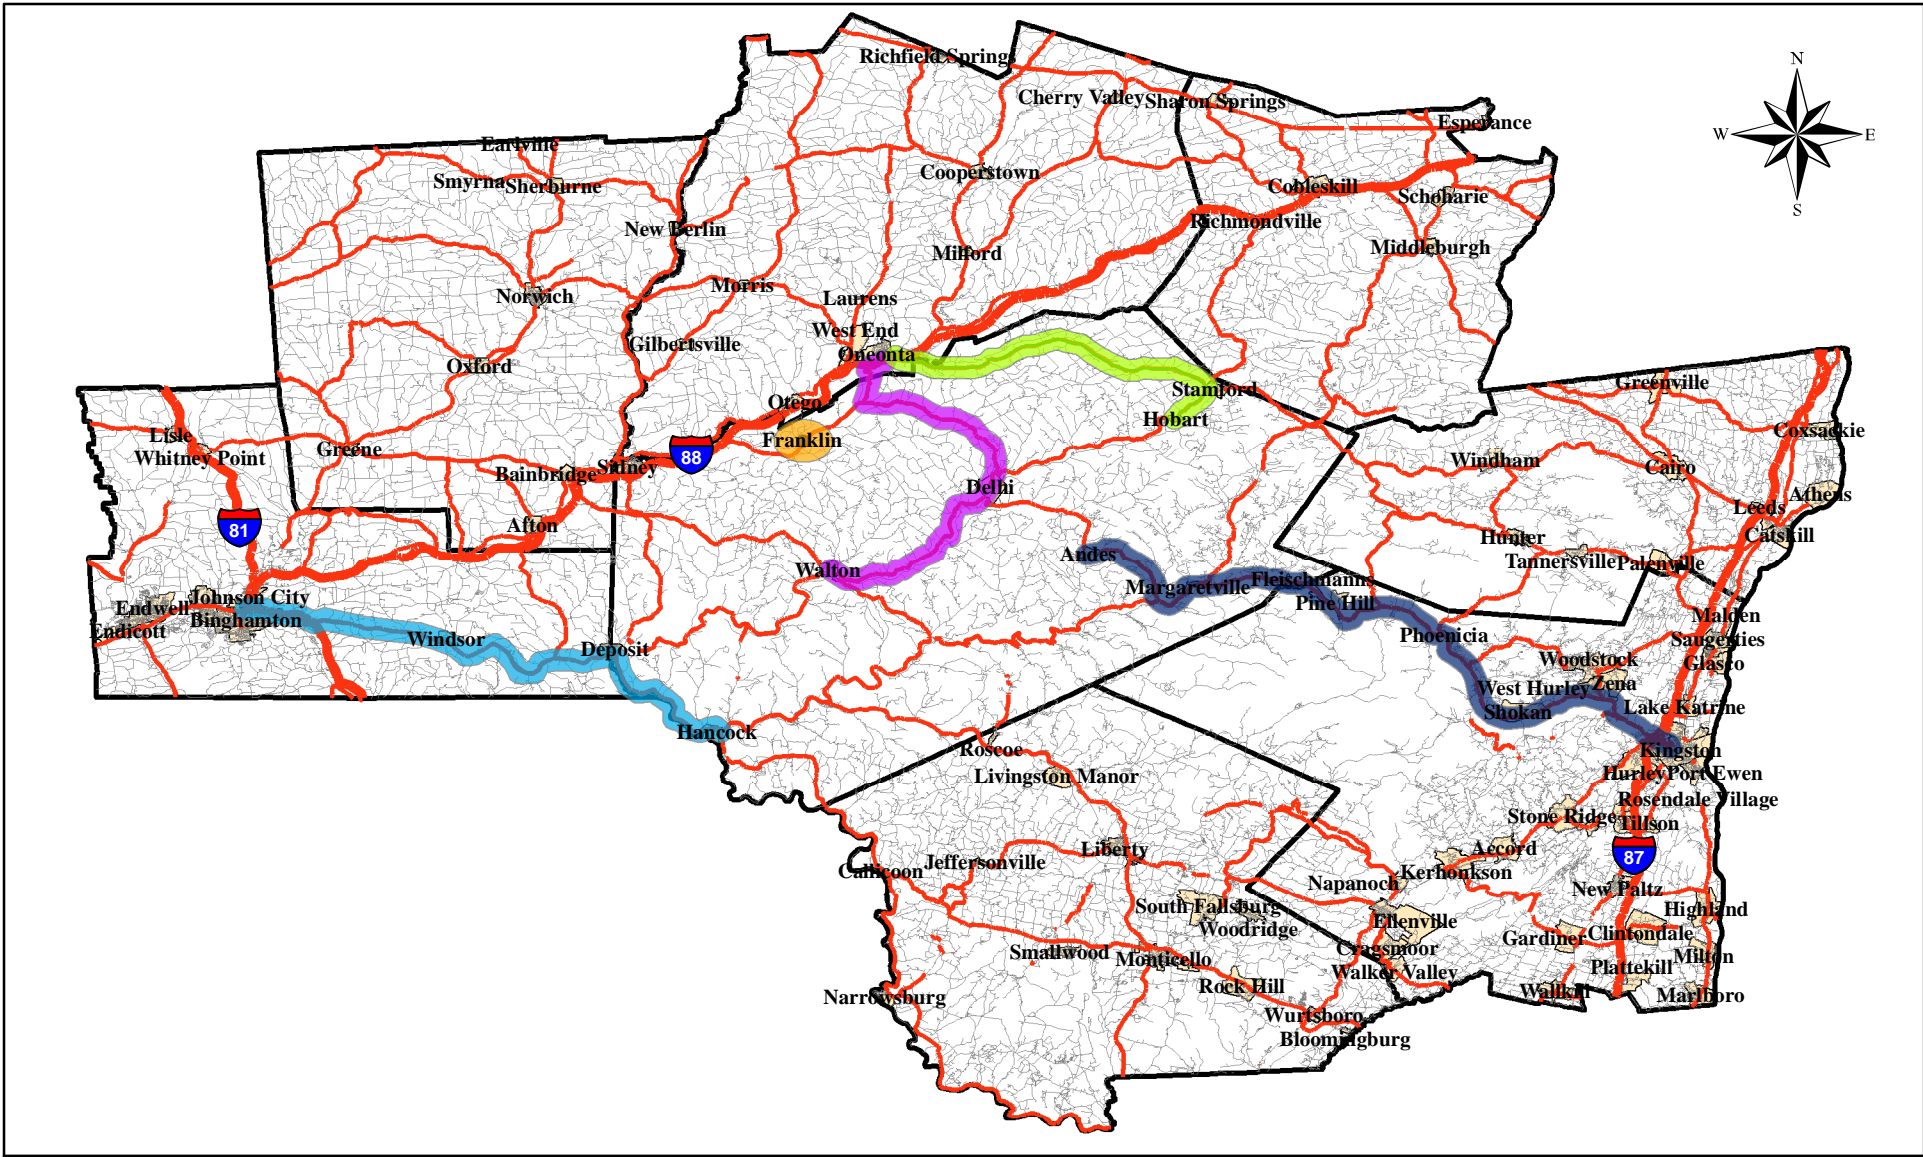 N
W
E
S
Richfield Springs
Cherry Valley
Sharon Springs
Esperance
Earlville
Smyrna
Sherburne
Cooperstown
Cobleskill
Schoharie
New Berlin
Richmondville
Milford
Middleburgh
Norwich
Morris
Laurens
West End
Gilbertsville
Oneonta
Oxford
Stamford
Greenville
Otego
Hobart
Coxsackie
Lisle
Franklin
Whitney Point
Greene
88
Windham
Cairo
Bainbridge
Sidney
Delhi
Athens
Leeds
81
Afton
Catskill
Hunter
Andes
Tannersville
Palenville
Walton
Margaretville
Fleischmanns
Johnson City
Pine Hill
Endwell
Binghamton
Malden
Endicott
Windsor
Phoenicia
Saugerties
Deposit
Woodstock
Glasco
West Hurley
Zena
Shokan
Lake Katrine
Hancock
Roscoe
Kingston
Livingston Manor
Hurley
Port Ewen
Rosendale Village
Stone Ridge
Tillson
Liberty
Accord
87
Jeffersonville
Callicoon
Kerhonkson
Napanoch
New Paltz
South Fallsburg
Highland
Woodridge
Ellenville
Gardiner
Clintondale
Smallwood
Monticello
Cragsmoor
Milton
Walker Valley
Plattekill
Rock Hill
Narrowsburg
Wallkill
Marlboro
Wurtsboro
Bloomingburg